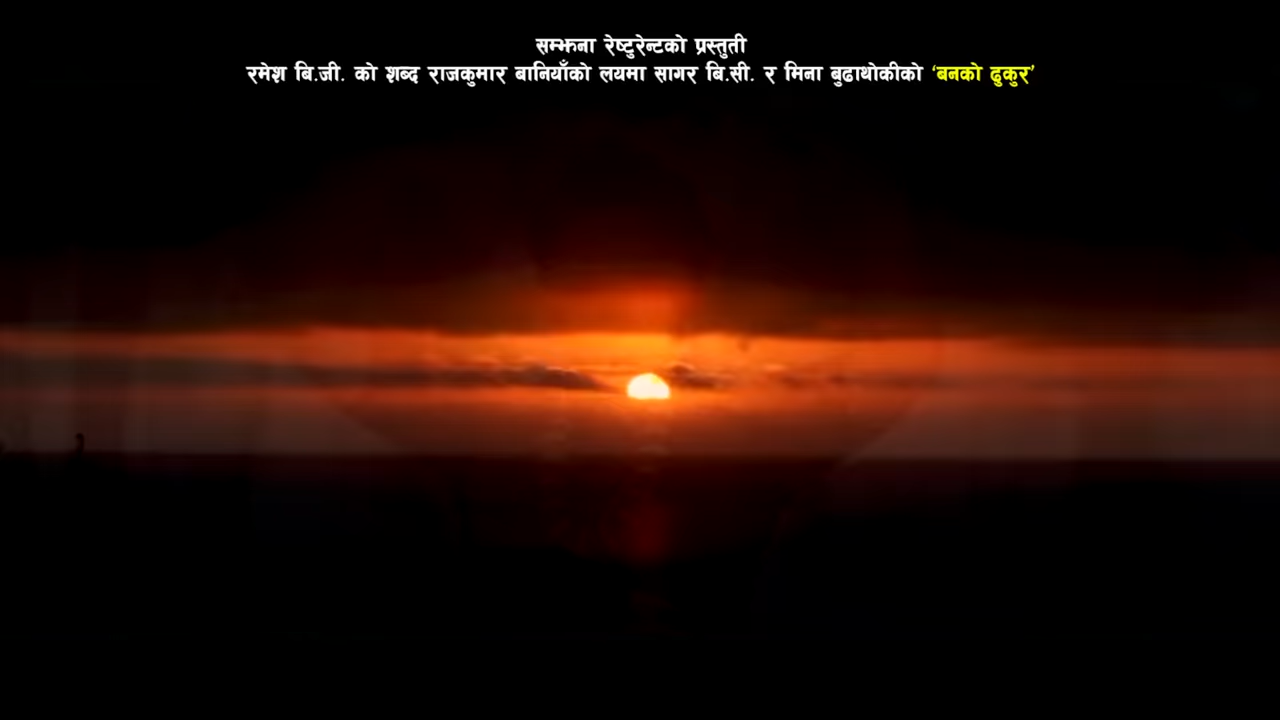 सम्झना रेष्टुरेन्टको प्रस्तुती
रमेश बि.जी. को शब्द राजकुमार बानियाँको लयमा सागर बि.सी. र मिना बुढाथोकीको ‘बनको ढुकुर’